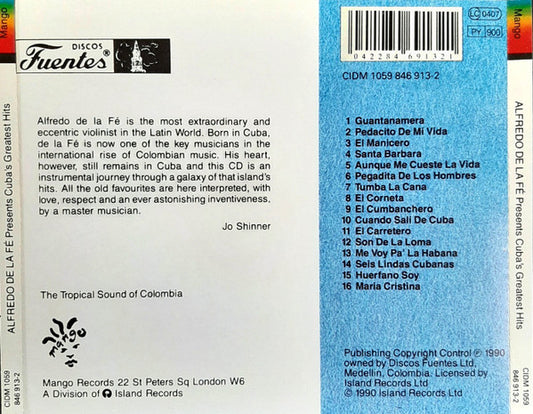 Mango
ALFREDO DE LA FÉ Presents Cuba's Greatest Hits
CIDM 1059
846 913-2
DISCOS
Fuentes
Alfredo de la Fé is the most extraordinary and
eccentric violinist in the Latin World. Born in Cuba,
de la Fé is now one of the key musicians in the
international rise of Colombian music. His heart,
however, still remains in Cuba and this CD is an
instrumental journey through a galaxy of that island's
hits. All the old favourites are here interpreted, with
love, respect and an ever astonishing inventiveness,
by a master musician.
Jo Shinner
The Tropical Sound of Colombia
mango
Mango Records 22 St Peters Sq London W6
A Division of Island Records
0 42284 69132 1
LC 0407
PY 900
CIDM 1059 846 913-2
1 Guantanamera
2 Pedacito De Mi Vida
3 El Manicero
4 Santa Barbara
5 Aunque Me Cueste La Vida
6 Pegadita De Los Hombres
7 Tumba La Cana
8 El Corneta
9 El Cumbanchero
10 Cuando Sali De Cuba
11 El Carretero
12 Son De La Loma
13 Me Voy Pa' La Habana
14 Seis Lindas Cubanas
15 Huerfano Soy
16 Maria Cristina
Publishing Copyright Control ℗ 1990
owned by Discos Fuentes Ltd,
Medellin, Colombia. Licensed by
Island Records Ltd
© 1990 Island Records Ltd
Mango
ALFREDO DE LA FÉ Presents Cuba's Greatest Hits
CIDM 1059
846 913-2